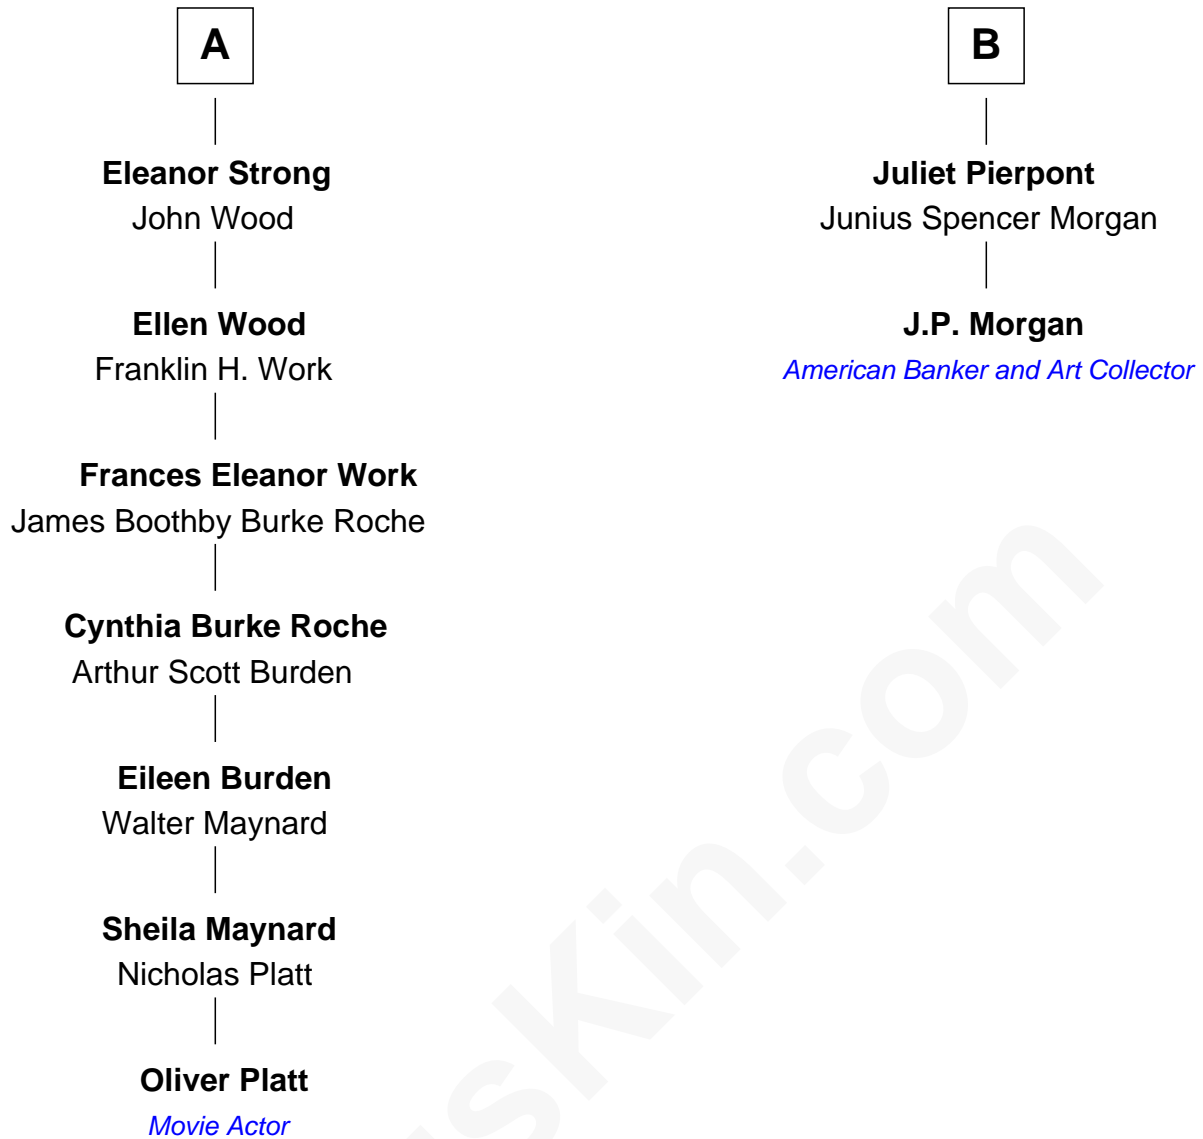 A
Eleanor Strong
John Wood
Ellen Wood
Franklin H. Work
Frances Eleanor Work
James Boothby Burke Roche
Cynthia Burke Roche
Arthur Scott Burden
Eileen Burden
Walter Maynard
Sheila Maynard
Nicholas Platt
Oliver Platt
Movie Actor
B
Juliet Pierpont
Junius Spencer Morgan
J.P. Morgan
American Banker and Art Collector
sKin.com